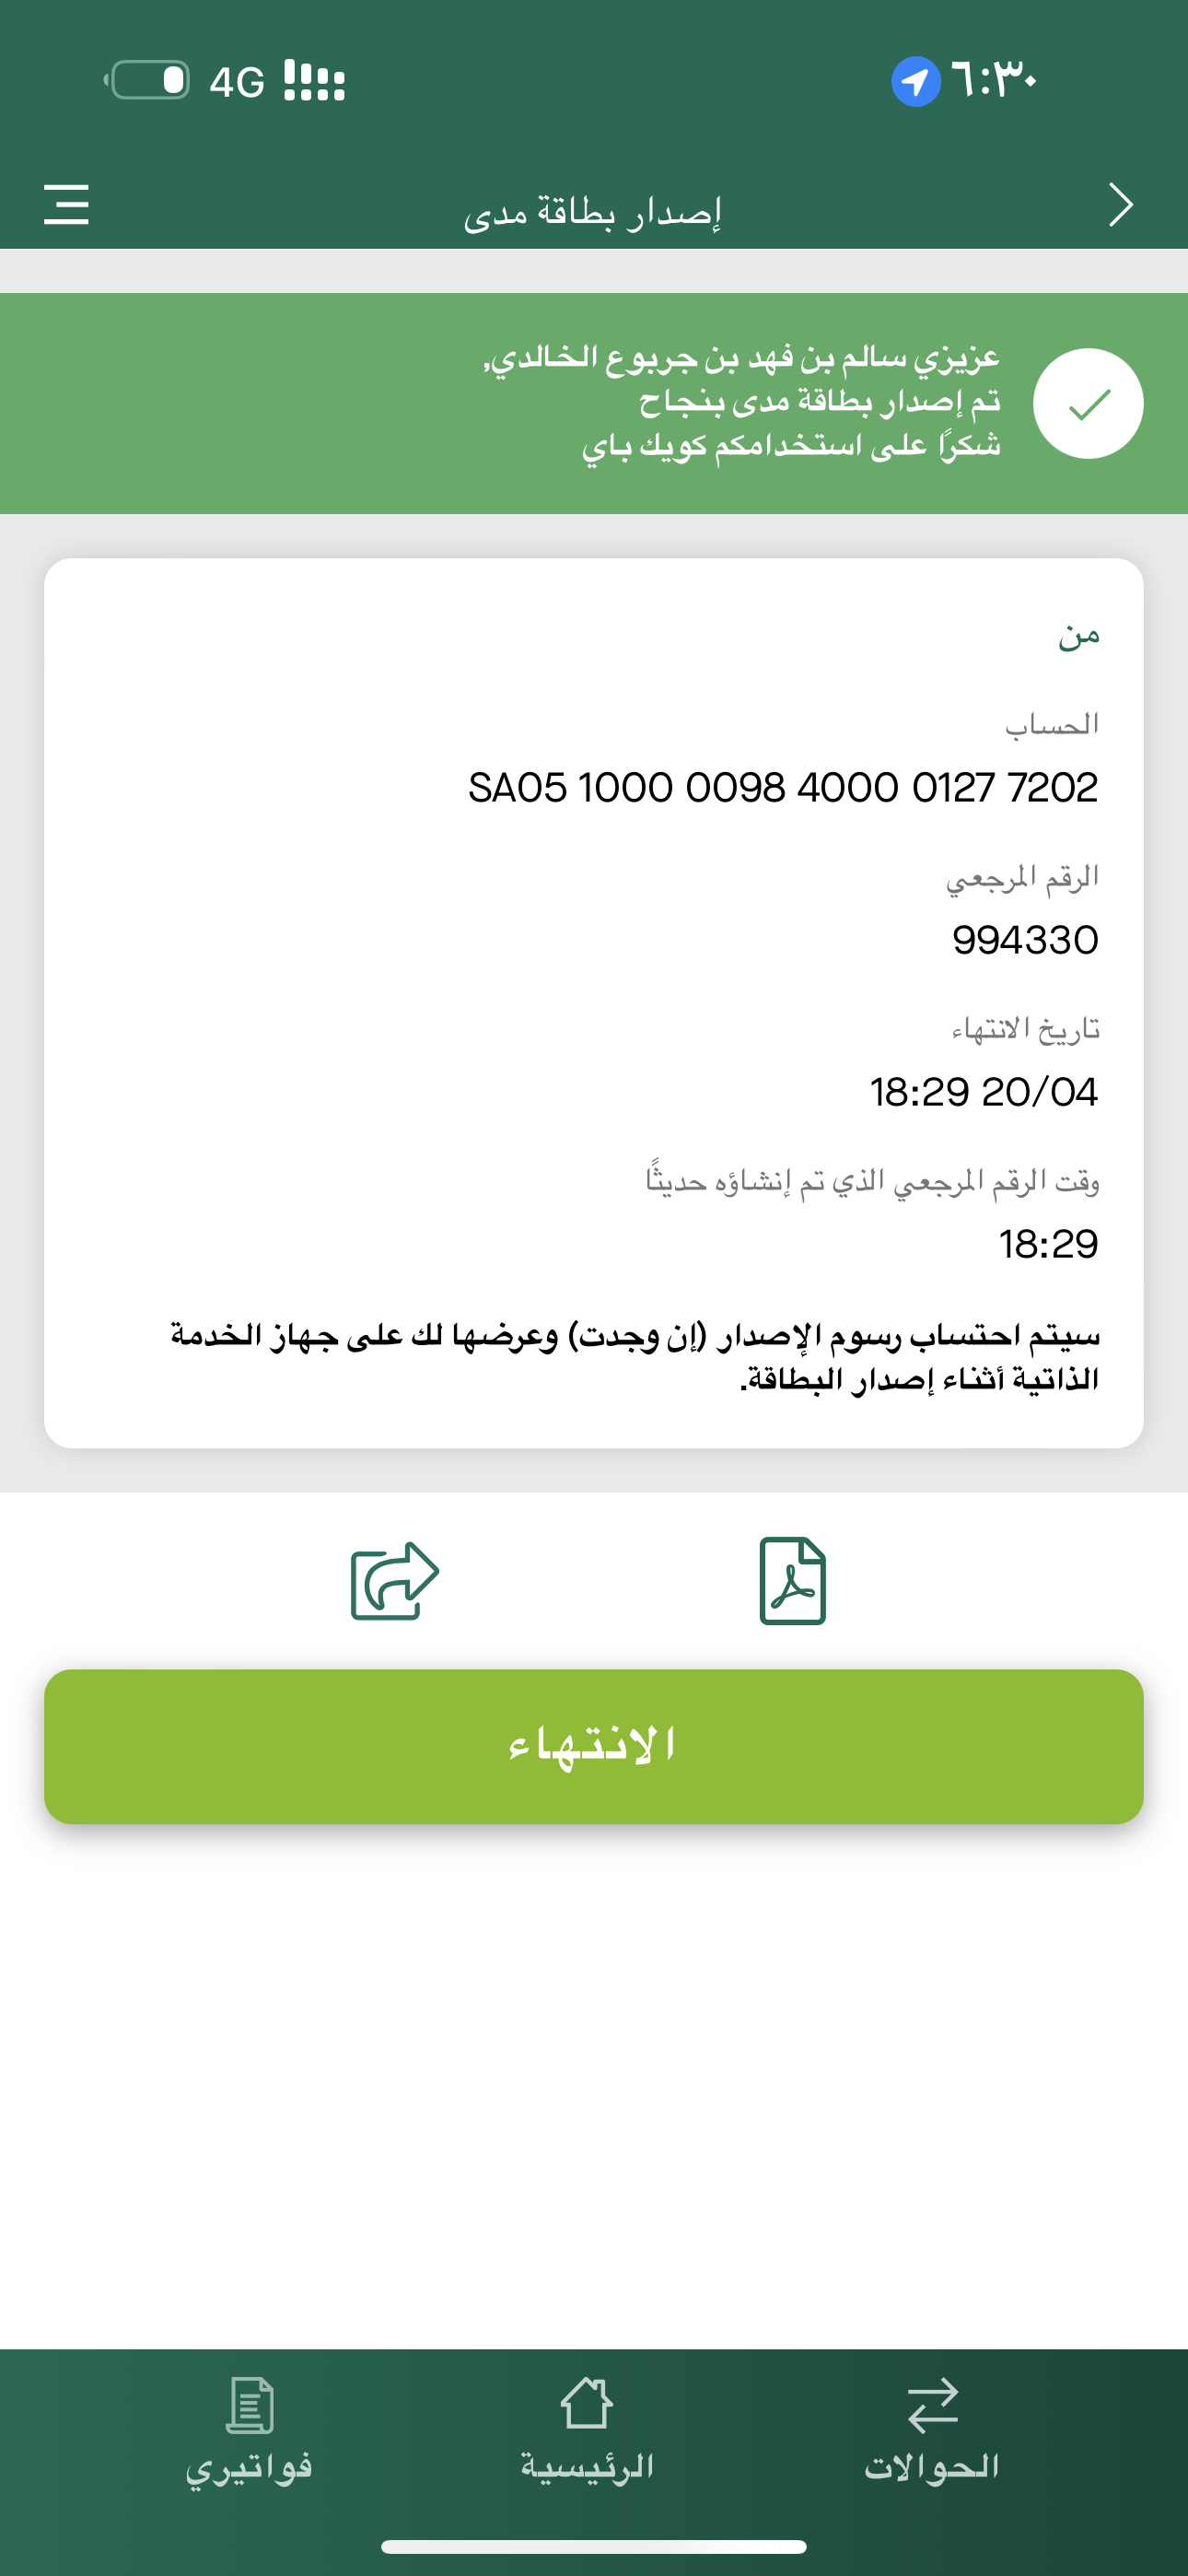 ٦:٣٠
4G
إصدار بطاقة مدى
عزيزي سالم بن فهد بن جربوع الخالدي,
تم إصدار بطاقة مدى بنجاح
شكرًا على استخدامكم كويك باي
من
الحساب
SA05 1000 0098 4000 0127 7202
الرقم المرجعي
994330
تاريخ الانتهاء
18:29 20/04
وقت الرقم المرجعي الذي تم إنشاؤه حديثًا
18:29
سيتم احتساب رسوم الإصدار (إن وجدت) وعرضها لك على جهاز الخدمة
الذاتية أثناء إصدار البطاقة.
الانتهاء
الحوالات
الرئيسية
فواتيري